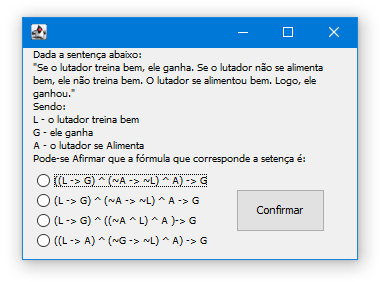 Dada a sentença abaixo:
"Se o lutador treina bem, ele ganha. Se o lutador não se alimenta
bem, ele não treina bem. O lutador se alimentou bem. Logo, ele
ganhou."
Sendo:
L - o lutador treina bem
G - ele ganha
A - o lutador se Alimenta
Pode-se Afirmar que a fórmula que corresponde a setença é:
((L -> G) ^ (~A -> ~L) ^ A) -> G
(L -> G) ^ (~A -> ~L) ^ A -> G
(L -> G) ^ ((~A ^ L) ^ A )-> G
((L -> A) ^ (~G -> ~L) ^ A) -> G
Confirmar